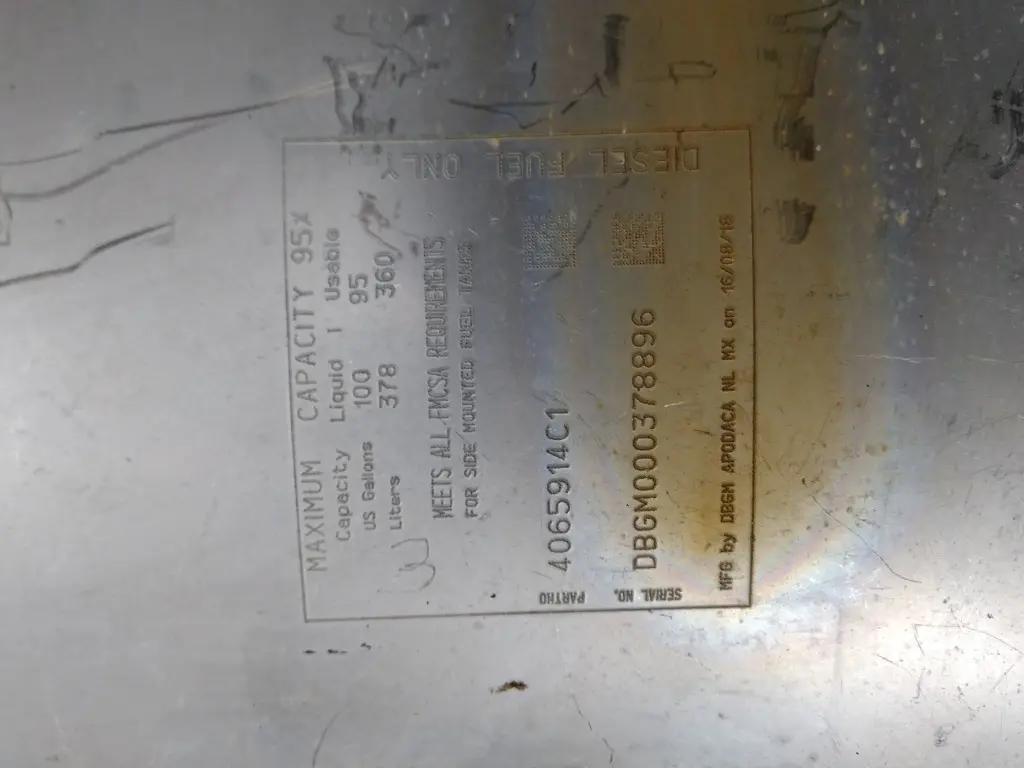 MAXIMUM CAPACITY 95%
Capacity Liquid | Usable
US Gallons 100 95
Liters 378 360
MEETS ALL FMCSA REQUIREMENTS
FOR SIDE MOUNTED FUEL TANKS
PARTNO 4065914C1
SERIAL NO. DBGM0000378896
MFG by DBGM APODACA NL MX on 16/08/18
DIESEL FUEL ONLY